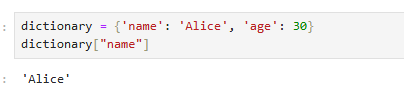 : dictionary = {'name': 'Alice', 'age': 30}
dictionary["name"]
: 'Alice'